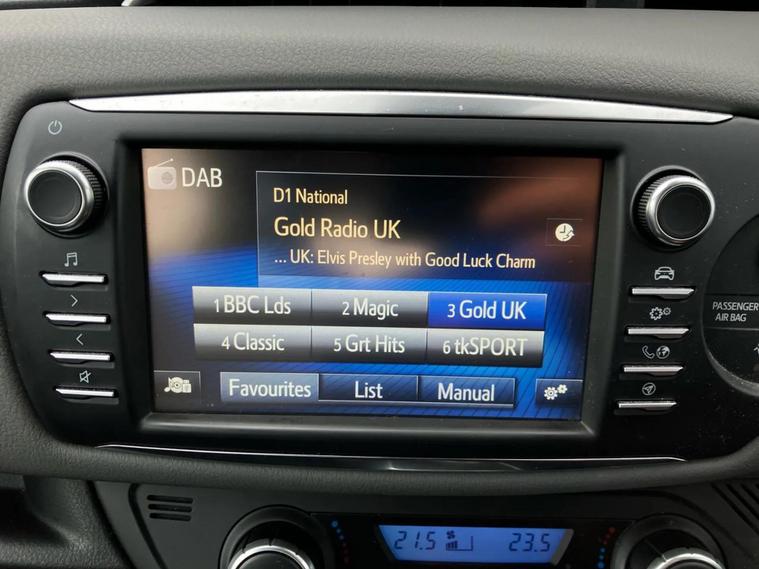 DAB
D1 National
Gold Radio UK
... UK: Elvis Presley with Good Luck Charm
1 BBC Lds 2 Magic 3 Gold UK
4 Classic 5 Grt Hits 6 tkSPORT
Favourites List Manual
PASSENGER
AIR BAG
21.5 23.5